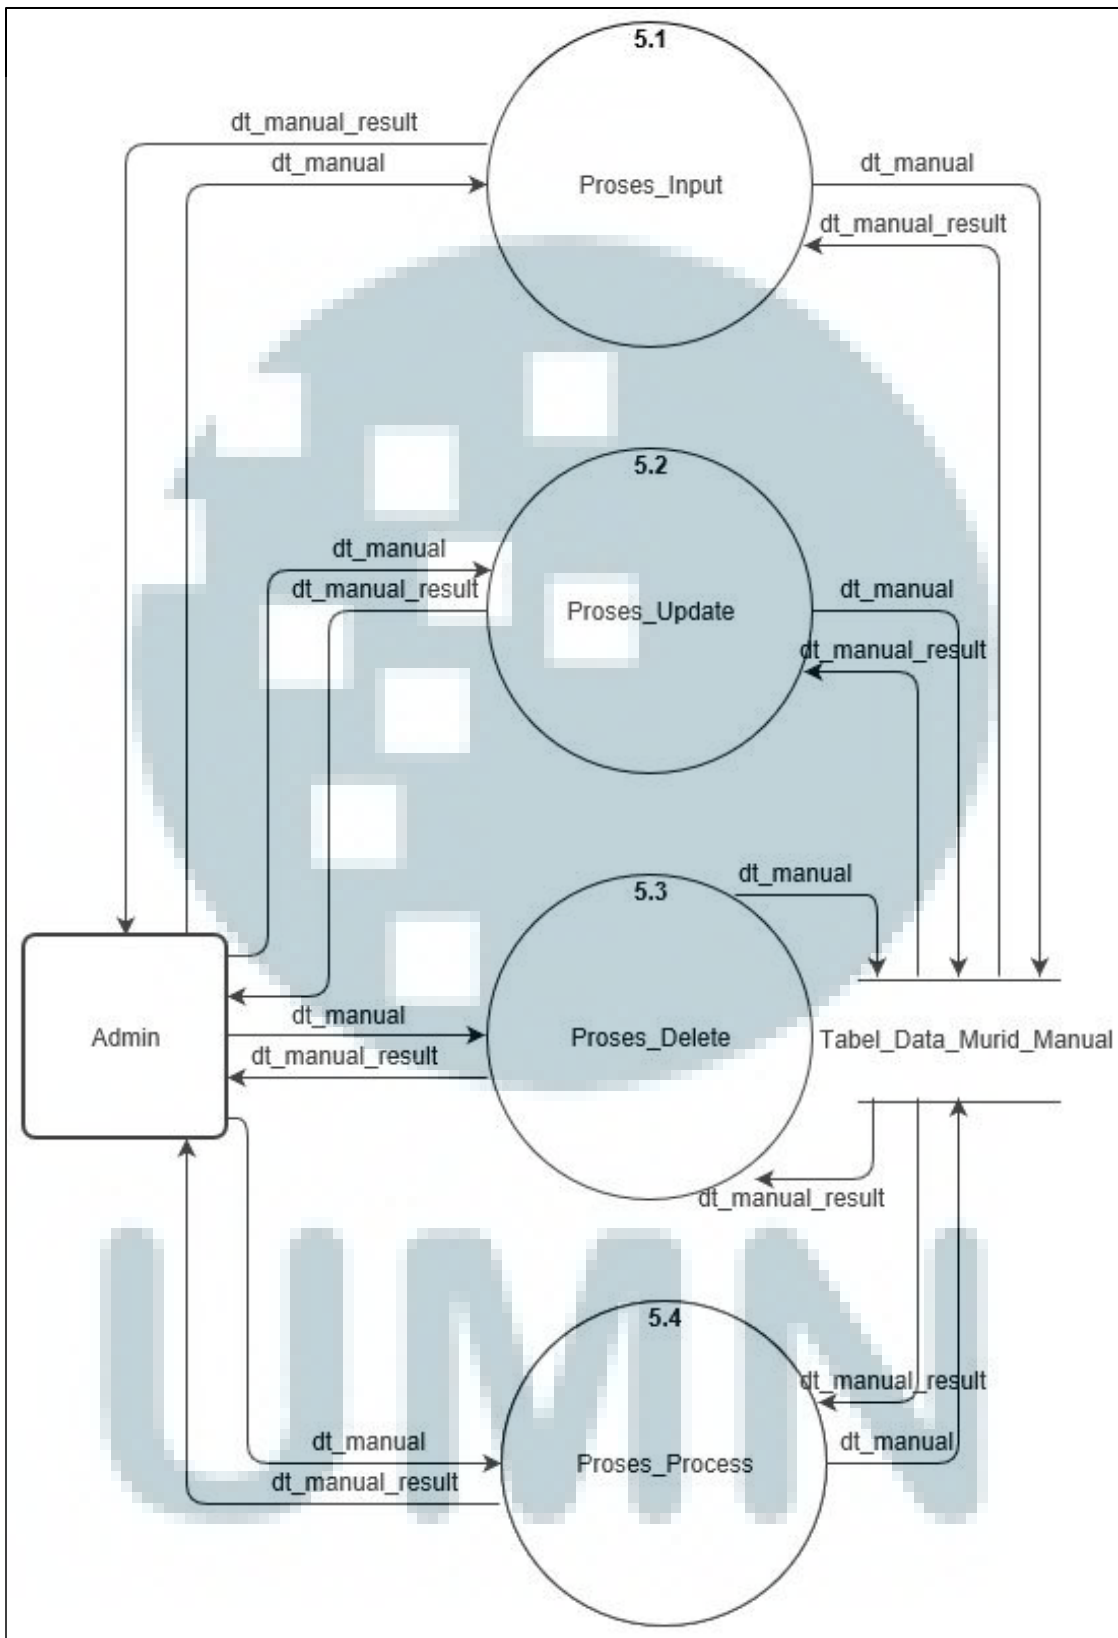 5.1
dt_manual_result
dt_manual
dt_manual
Proses_Input
dt_manual_result
5.2
dt_manual
dt_manual_result
dt_manual
Proses_Update
dt_manual_result
5.3
dt_manual
dt_manual
Admin
Proses_Delete
Tabel_Data_Murid_Manual
dt_manual_result
dt_manual_result
UMN
5.4
dt_manual_result
dt_manual
dt_manual
Proses_Process
dt_manual_result